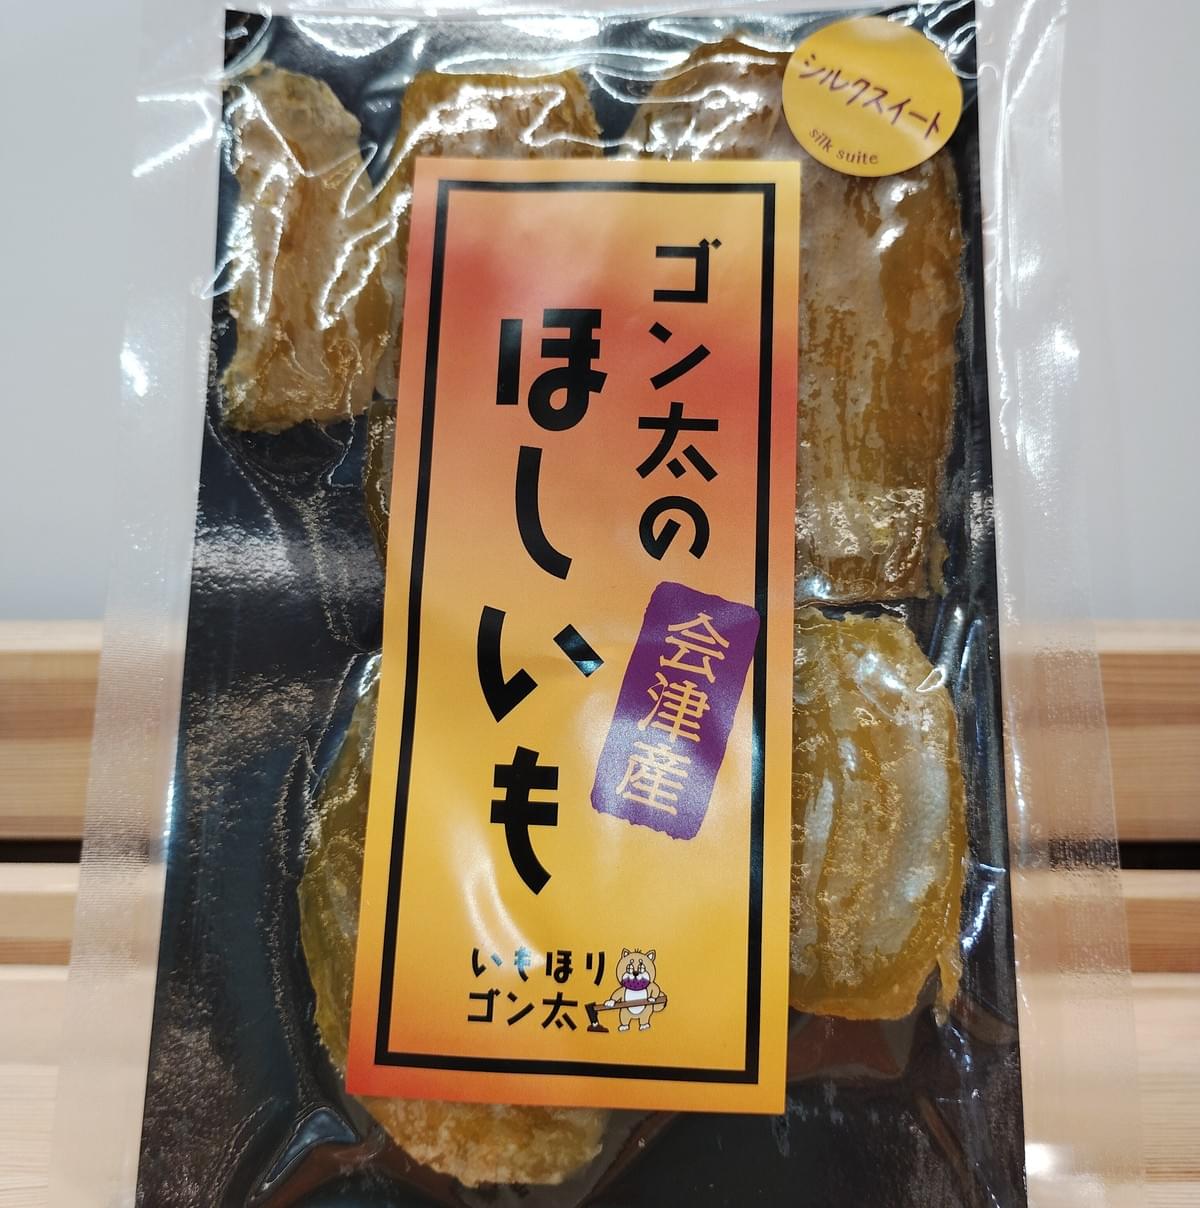 シルクスイート
silk suite
ゴン太の
ほしいも
会津産
いもほり
ゴン太